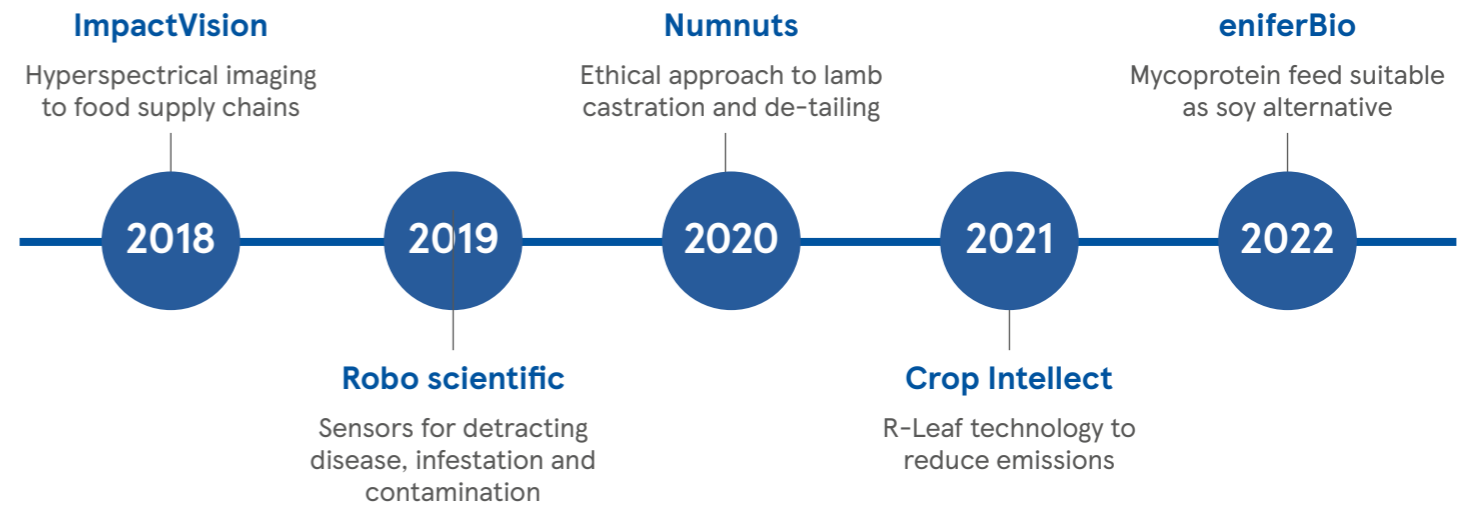 ImpactVision
Hyperspectrical imaging
to food supply chains
2018
2019
Robo scientific
Sensors for detracting
disease, infestation and
contamination
Numnuts
Ethical approach to lamb
castration and de-tailing
2020
2021
Crop Intellect
R-Leaf technology to
reduce emissions
eniferBio
Mycoprotein feed suitable
as soy alternative
2022